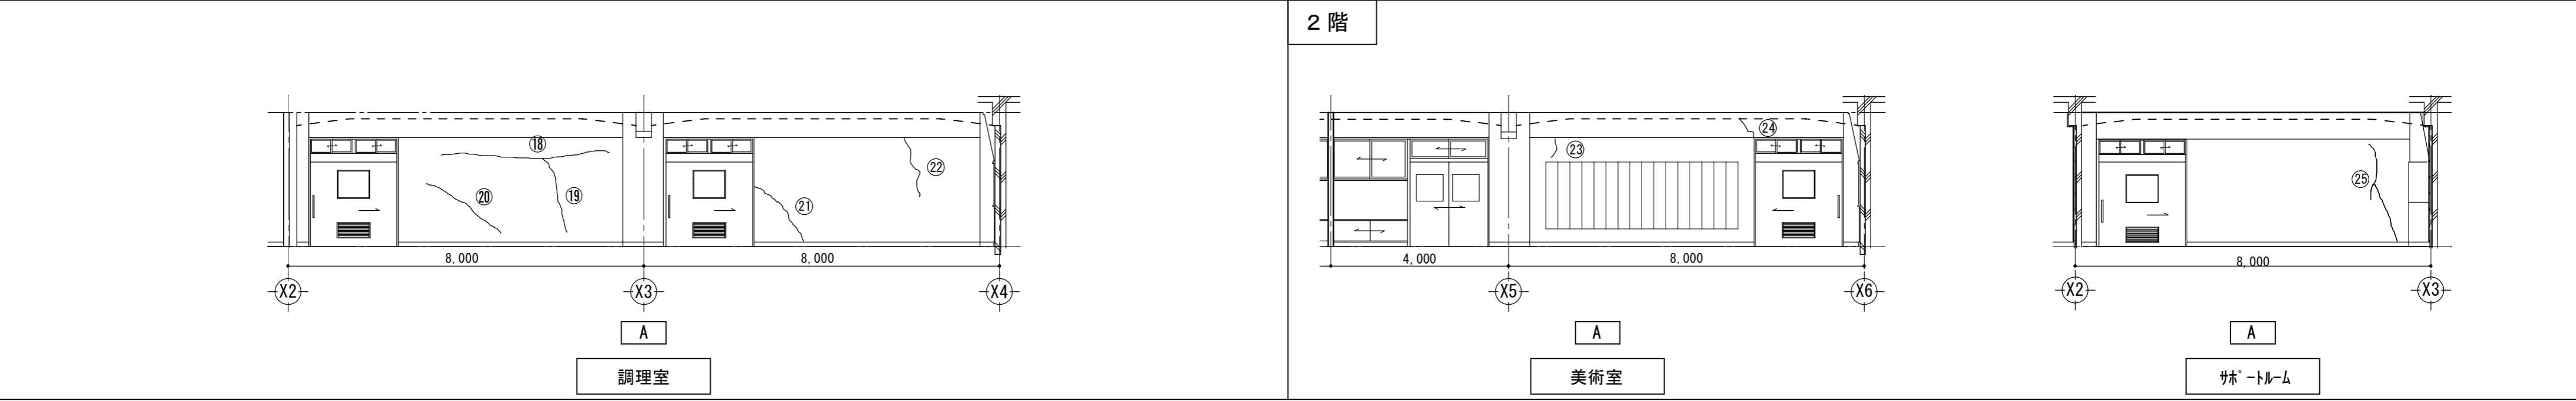 2階
⑱
⑲
⑳
㉑
㉒
8,000 8,000
X2 X3 X4
A
調理室
㉓
㉔
4,000 8,000
X5 X6
A
美術室
㉕
8,000
X2 X3
A
ｻﾎﾟｰﾄﾙｰﾑ